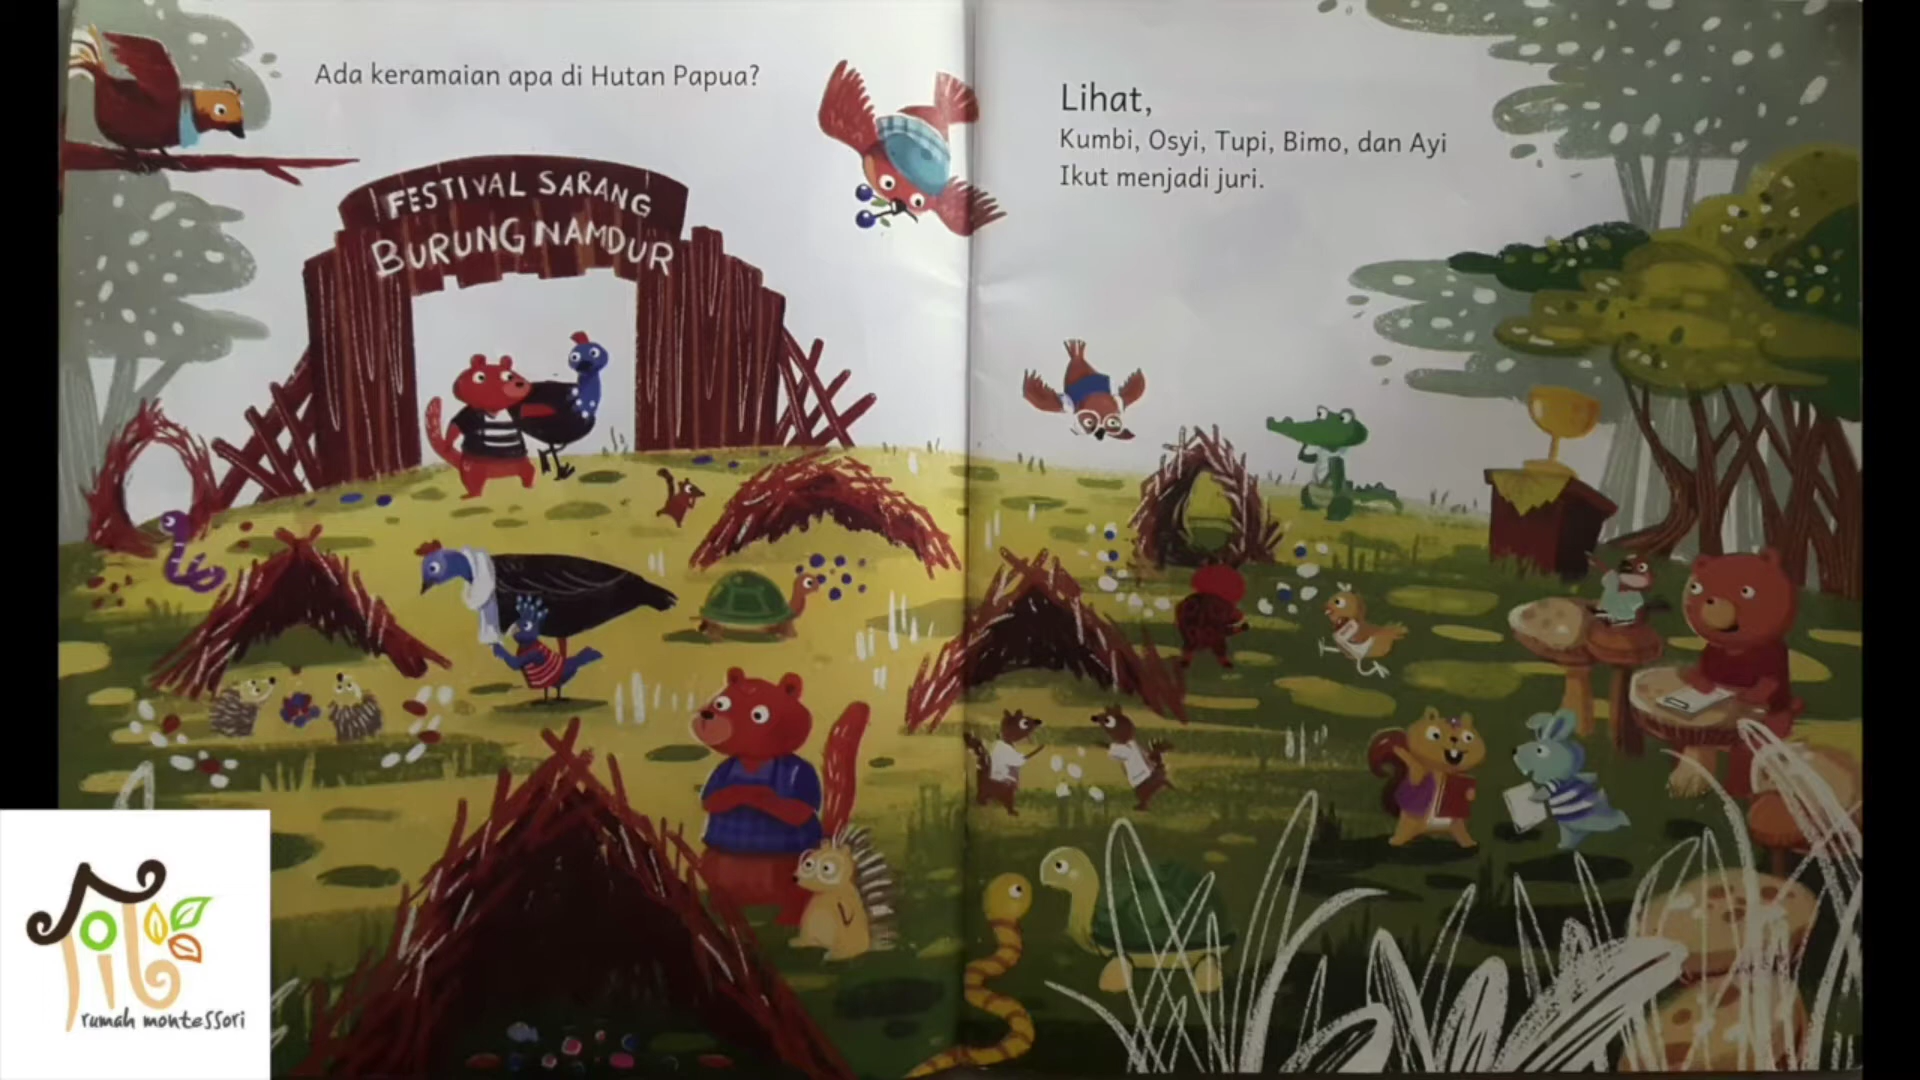 Ada keramaian apa di Hutan Papua?
FESTIVAL SARANG
BURUNG NAMDUR
Lihat,
Kumbi, Osyi, Tupi, Bimo, dan Ayi
Ikut menjadi juri.
rumah montessori